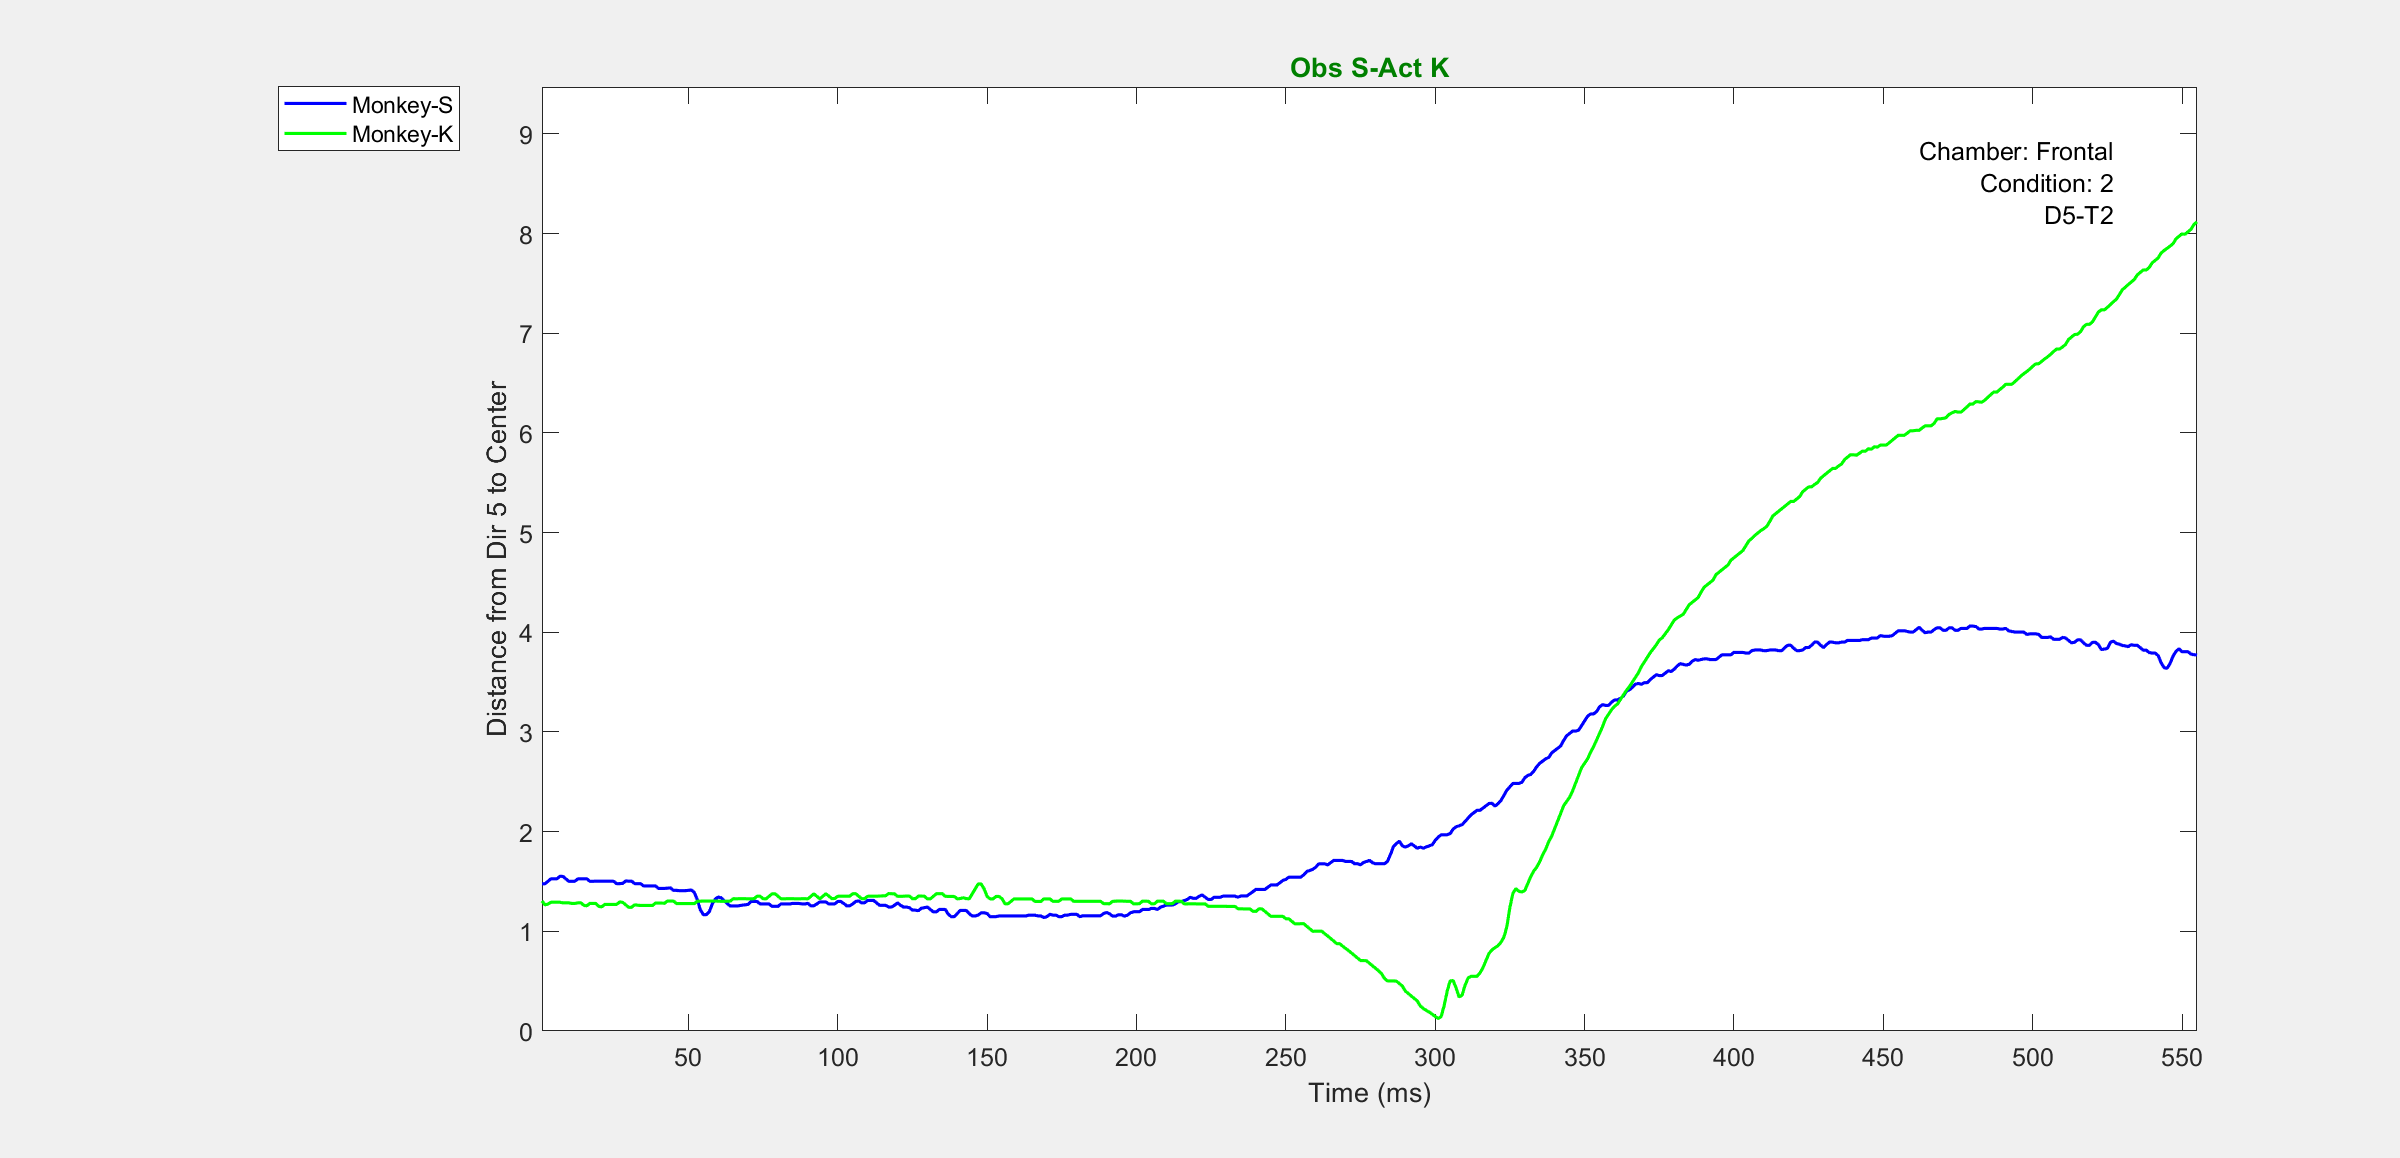 Obs S-Act K
Monkey-S
Monkey-K
Chamber: Frontal
Condition: 2
D5-T2
Distance from Dir 5 to Center
9
8
7
6
5
4
3
2
1
0
50 100 150 200 250 300 350 400 450 500 550
Time (ms)